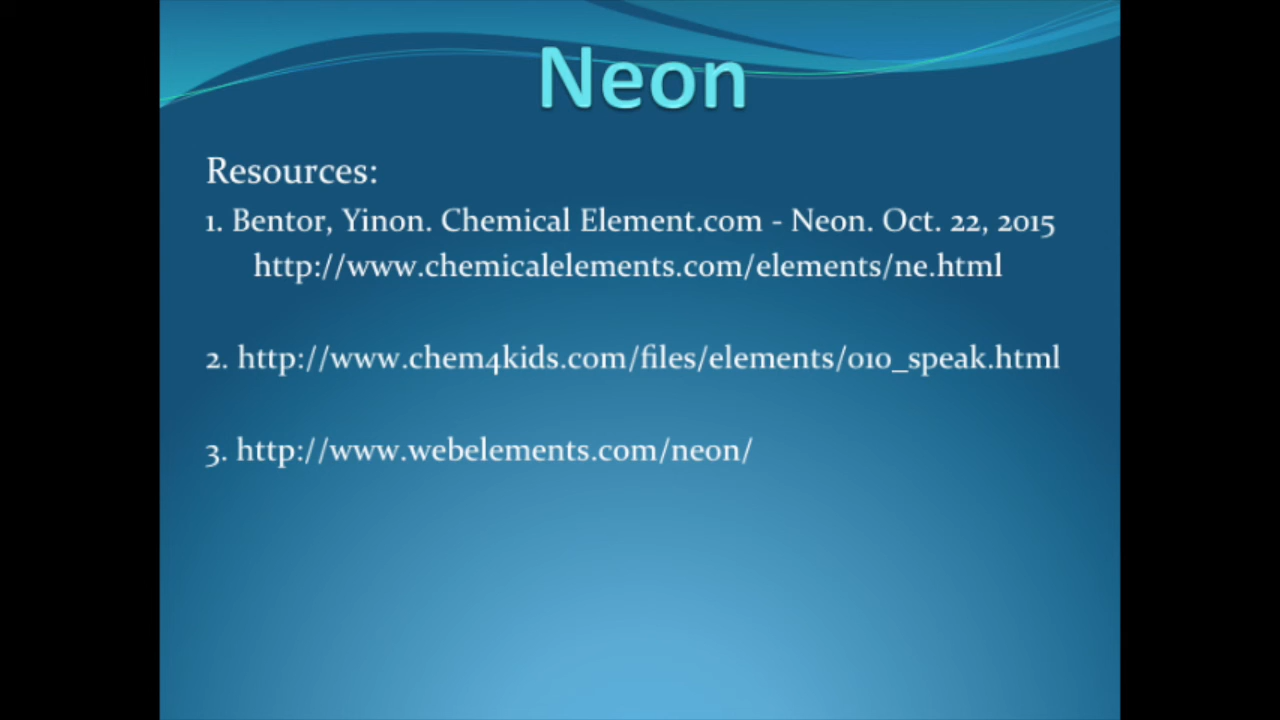 Neon
Resources:
1. Bentor, Yinon. Chemical Element.com - Neon. Oct. 22, 2015
http://www.chemicalelements.com/elements/ne.html
2. http://www.chem4kids.com/files/elements/010_speak.html
3. http://www.webelements.com/neon/